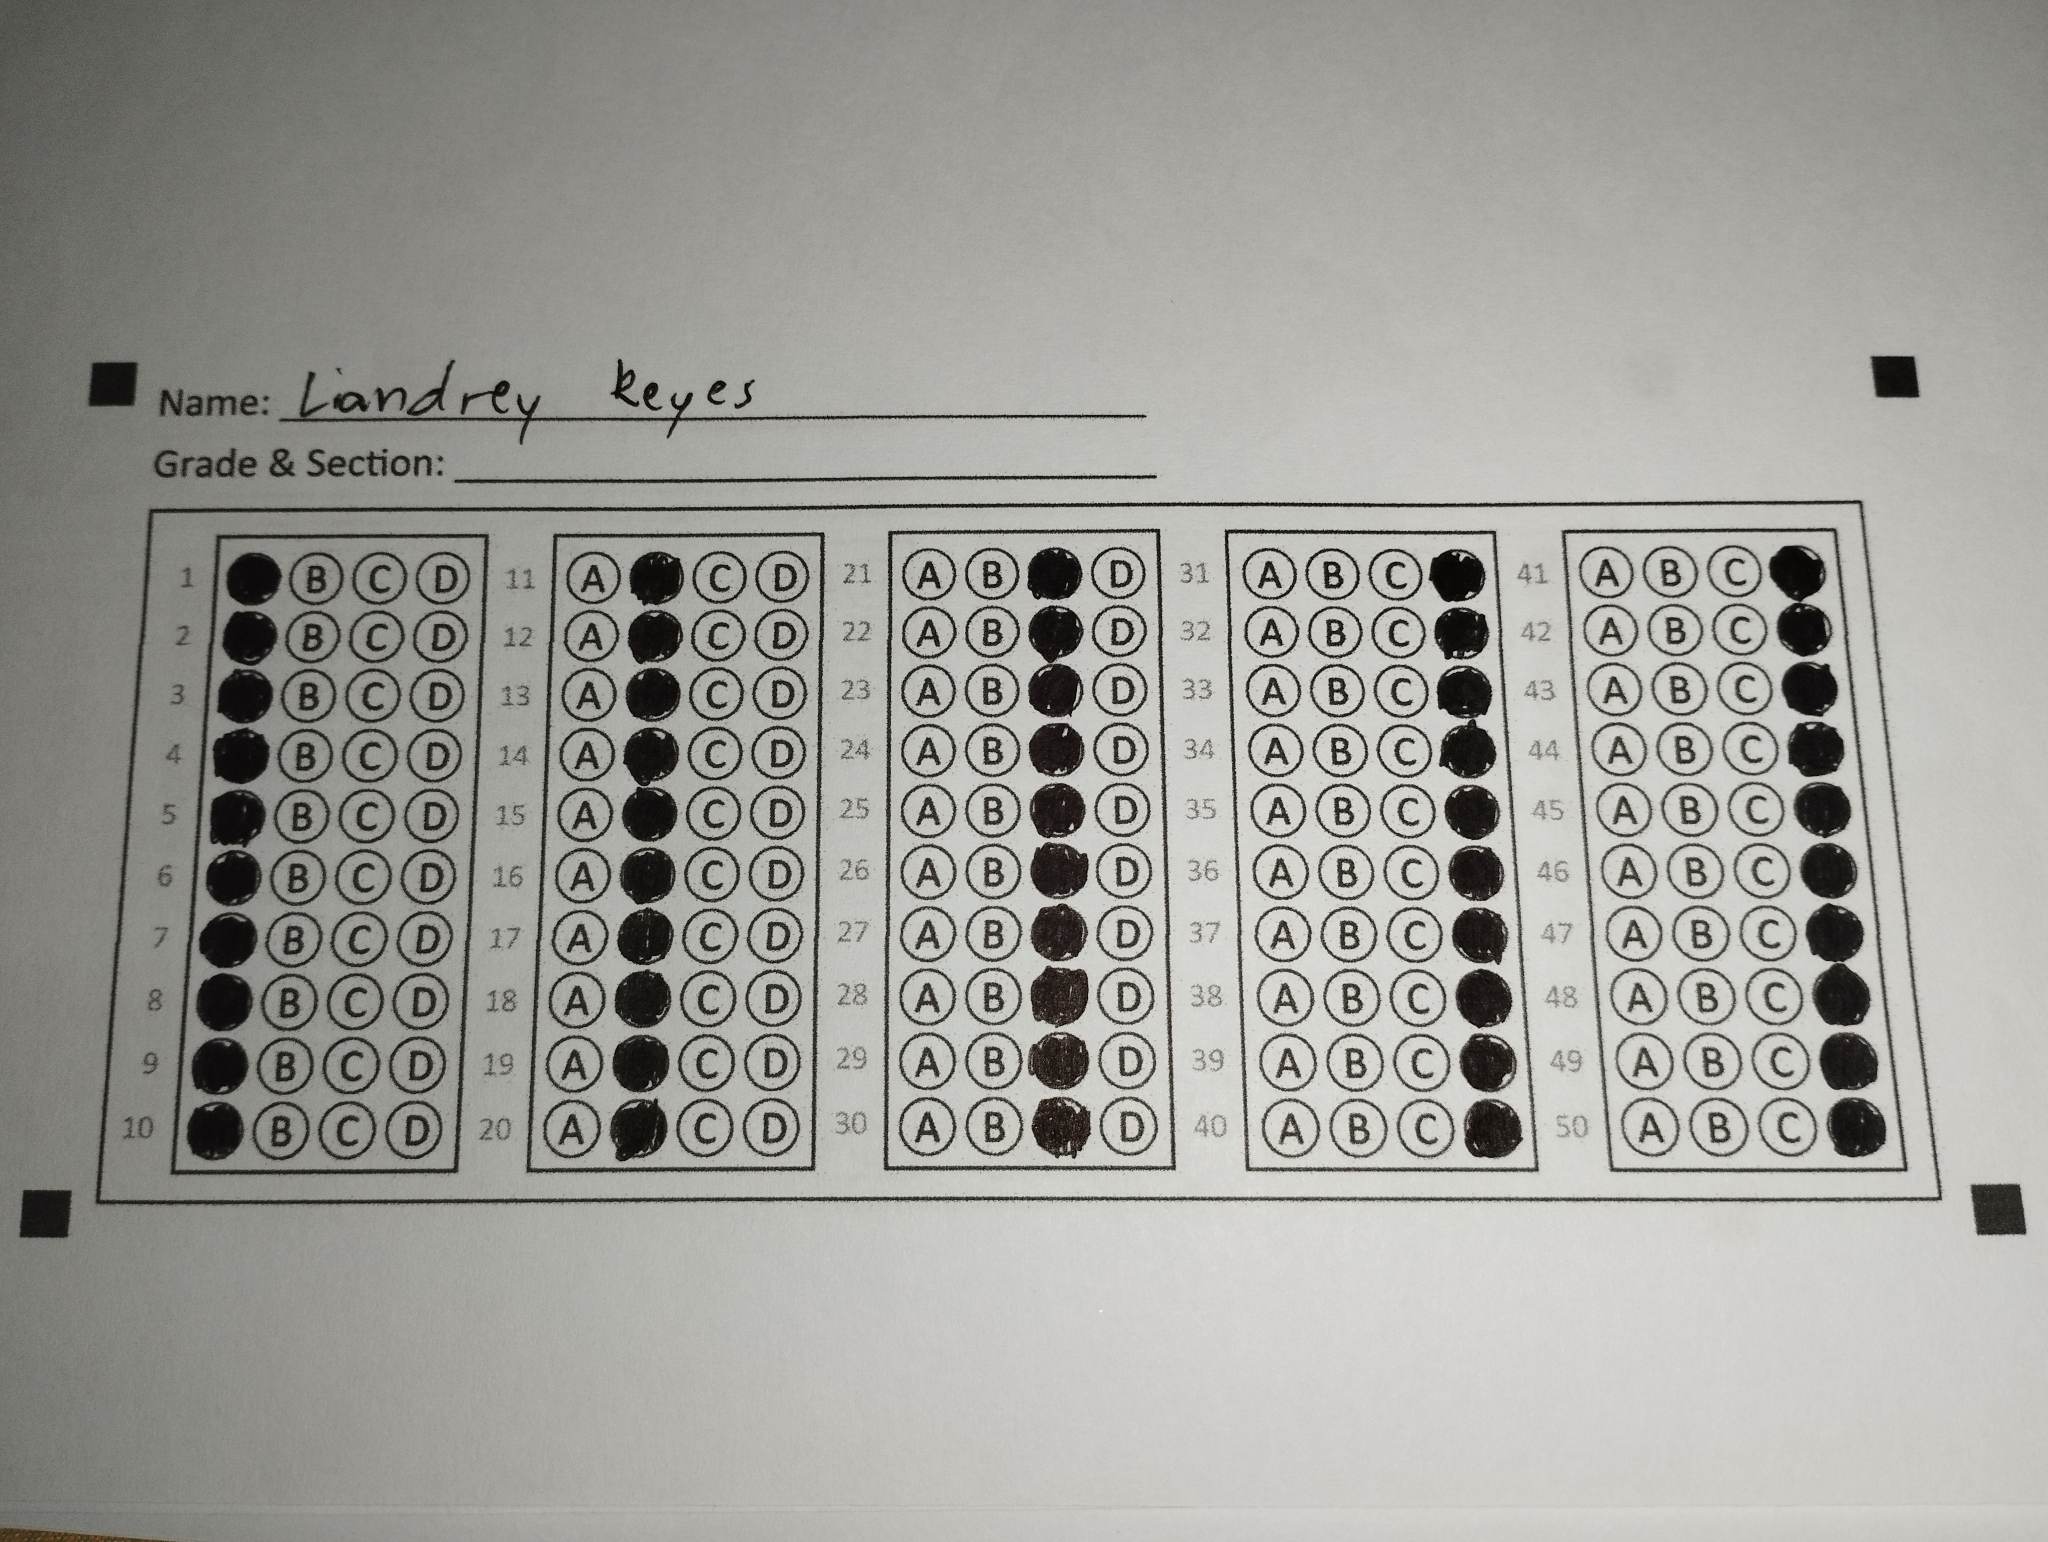 Name: Liandrey Reyes
Grade & Section:
1 B C D 11 A C D 21 A B D 31 A B C 41 A B C
2 B C D 12 A C D 22 A B D 32 A B C 42 A B C
3 B C D 13 A C D 23 A B D 33 A B C 43 A B C
4 B C D 14 A C D 24 A B D 34 A B C 44 A B C
5 B C D 15 A C D 25 A B D 35 A B C 45 A B C
6 B C D 16 A C D 26 A B D 36 A B C 46 A B C
7 B C D 17 A C D 27 A B D 37 A B C 47 A B C
8 B C D 18 A C D 28 A B D 38 A B C 48 A B C
9 B C D 19 A C D 29 A B D 39 A B C 49 A B C
10 B C D 20 A C D 30 A B D 40 A B C 50 A B C